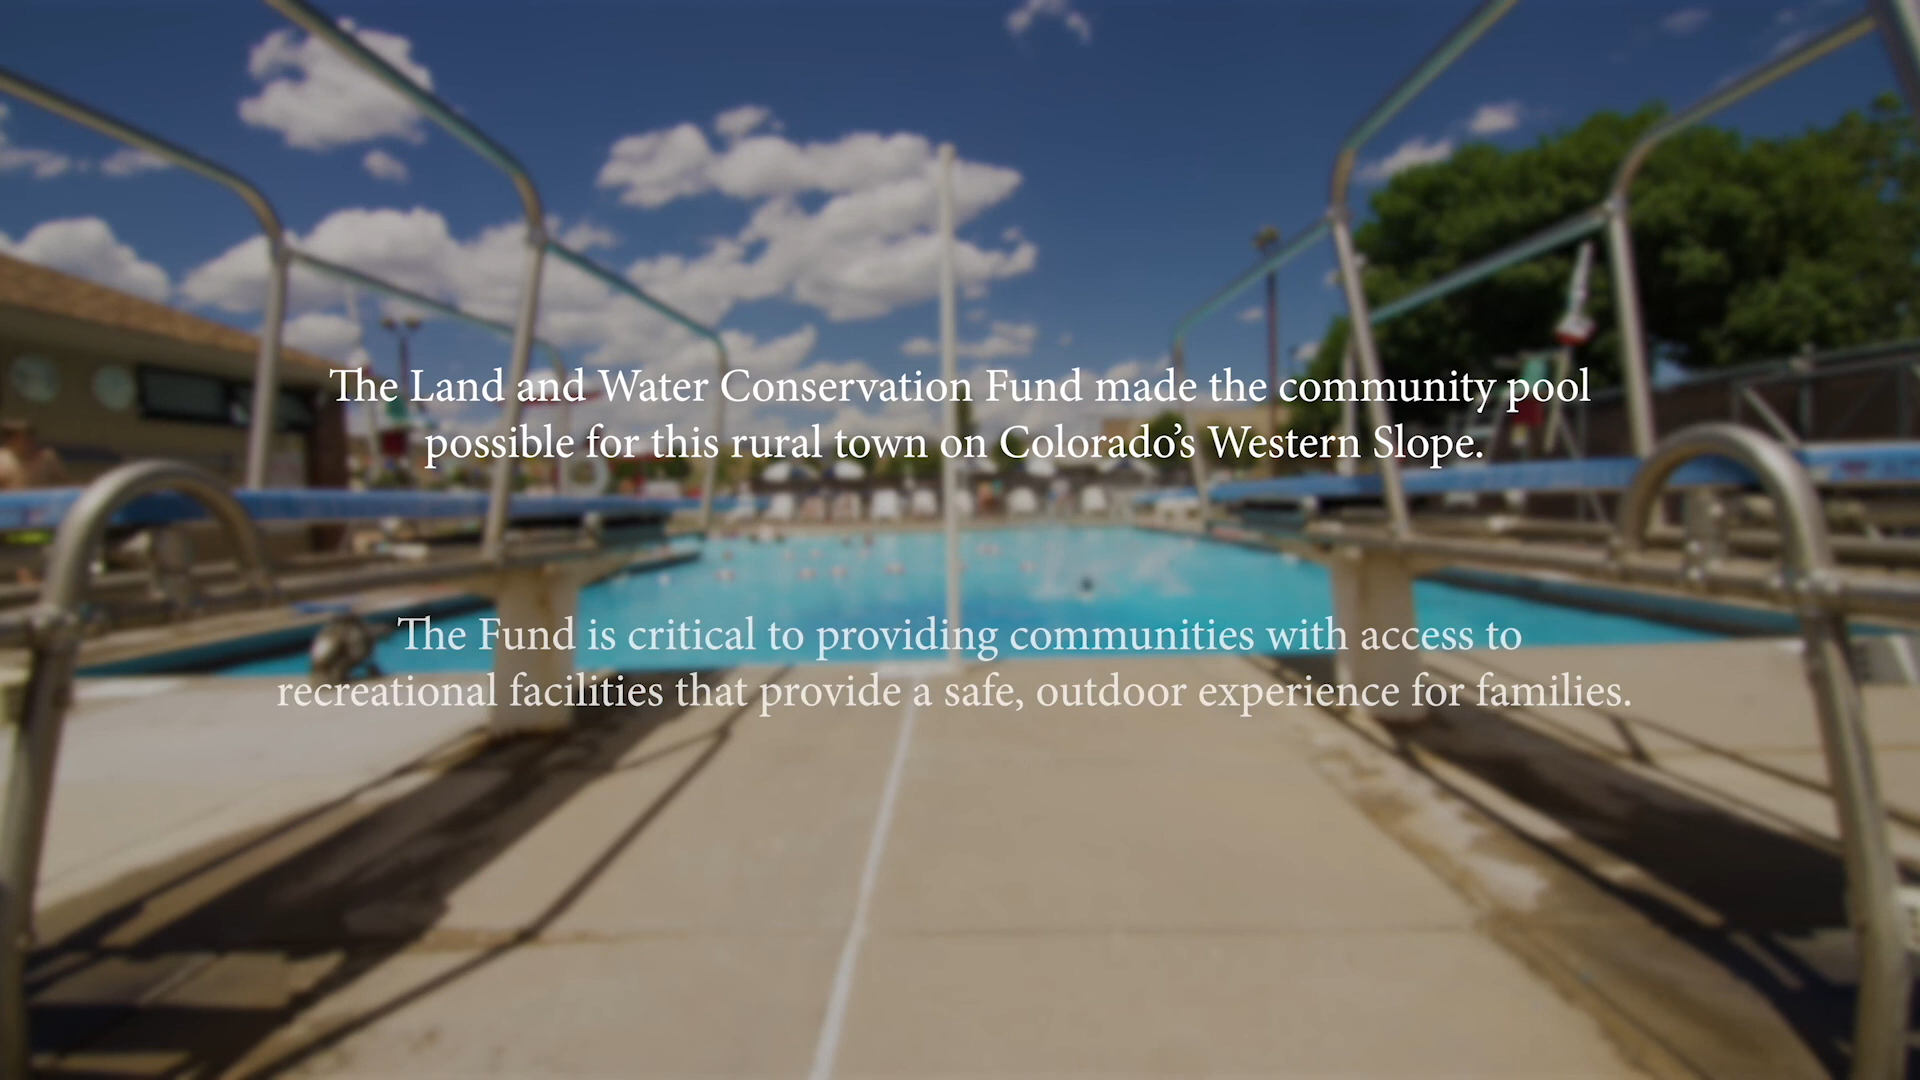 The Land and Water Conservation Fund made the community pool
possible for this rural town on Colorado’s Western Slope.
The Fund is critical to providing communities with access to
recreational facilities that provide a safe, outdoor experience for families.